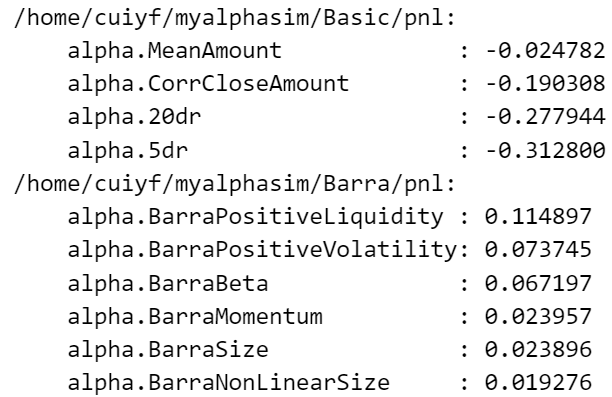 /home/cuiyf/myalphasim/Basic/pnl:
    alpha.MeanAmount             : -0.024782
    alpha.CorrCloseAmount        : -0.190308
    alpha.20dr                   : -0.277944
    alpha.5dr                    : -0.312800
/home/cuiyf/myalphasim/Barra/pnl:
    alpha.BarraPositiveLiquidity : 0.114897
    alpha.BarraPositiveVolatility: 0.073745
    alpha.BarraBeta              : 0.067197
    alpha.BarraMomentum          : 0.023957
    alpha.BarraSize              : 0.023896
    alpha.BarraNonLinearSize     : 0.019276